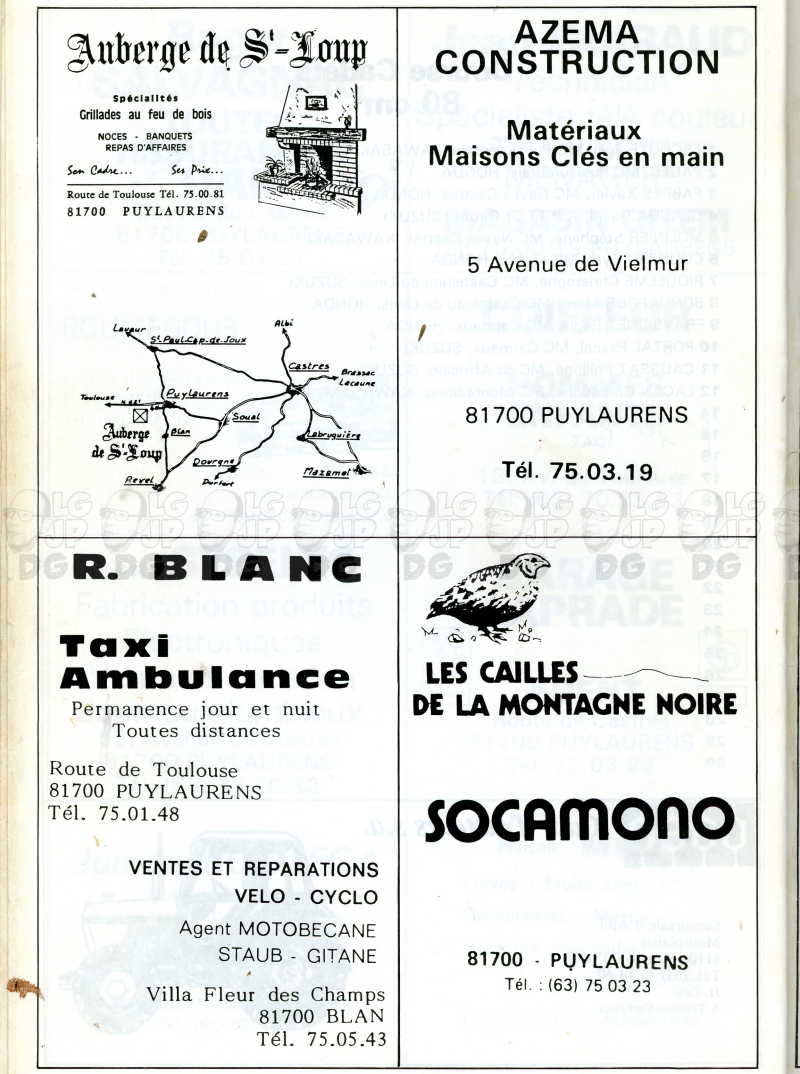 Auberge de St-Loup
Spécialités
Grillades au feu de bois
NOCES - BANQUETS
REPAS D'AFFAIRES
Son Cadre... Ses Prix...
Route de Toulouse Tél. 75.00.81
81700 PUYLAURENS
Lavaur
St Paul.Cap.de.Joux
Albi
Castres
Brassac
Lacaune
Toulouse
Puylaurens
Soual
Auberge
de St-Loup
Blan
Labruguière
Dourgne
Durfort
Mazamet
Revel
AZEMA
CONSTRUCTION
Matériaux
Maisons Clés en main
5 Avenue de Vielmur
81700 PUYLAURENS
Tél. 75.03.19
R. BLANC
Taxi
Ambulance
Permanence jour et nuit
Toutes distances
Route de Toulouse
81700 PUYLAURENS
Tél. 75.01.48
VENTES ET REPARATIONS
VELO - CYCLO
Agent MOTOBECANE
STAUB - GITANE
Villa Fleur des Champs
81700 BLAN
Tél. 75.05.43
LES CAILLES
DE LA MONTAGNE NOIRE
SOCAMONO
81700 - PUYLAURENS
Tél. : (63) 75 03 23